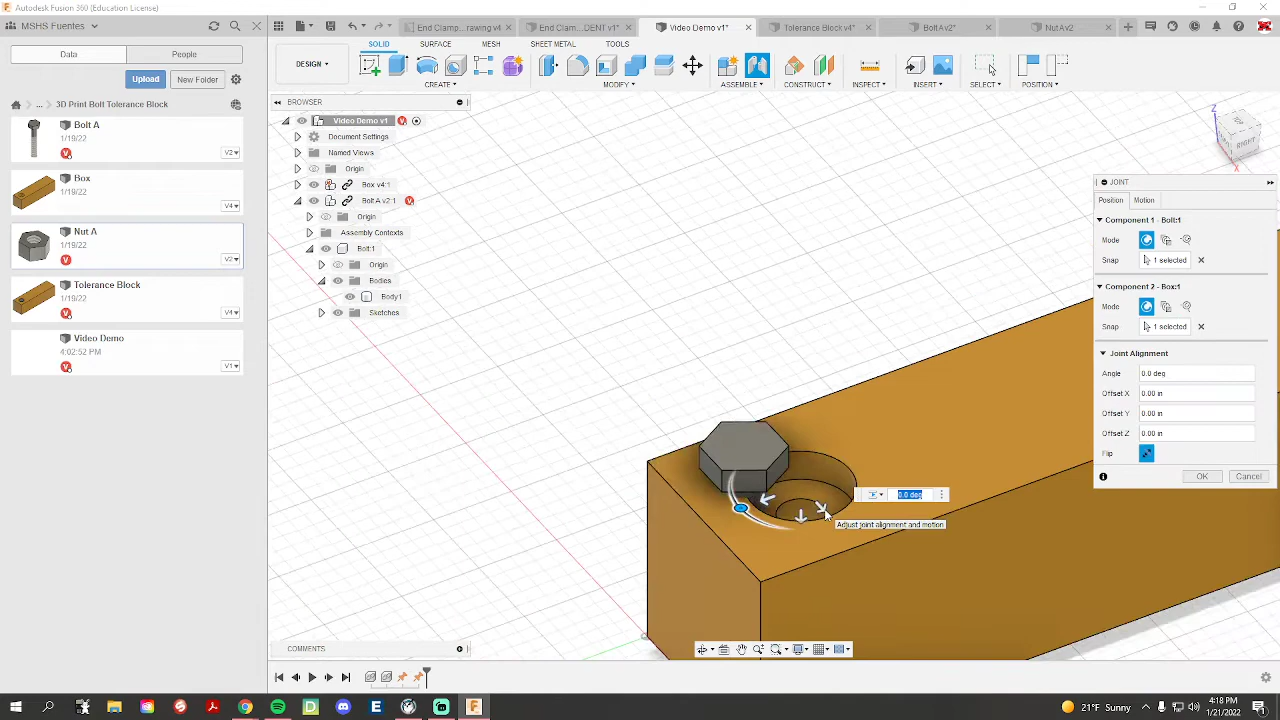 Autodesk Fusion 360 (Education License)
MSHS Fuentes
End Clamp...rawing v4
End Clam...DENT v1*
Video Demo v1*
Tolerance Block v4*
Bolt A v2*
Nut A v2
Data
People
SOLID
SURFACE
MESH
SHEET METAL
TOOLS
Upload
New Folder
DESIGN
CREATE
MODIFY
ASSEMBLE
CONSTRUCT
INSPECT
INSERT
SELECT
POSITION
... 3D Print Bolt Tolerance Block
BROWSER
Bolt A
1/19/22
V2
Box
1/19/22
V4
Nut A
1/19/22
V2
Tolerance Block
1/19/22
V4
Video Demo
4:02:52 PM
V1
Video Demo v1
Document Settings
Named Views
Origin
Box v4:1
Bolt A v2:1
Origin
Assembly Contexts
Bolt:1
Origin
Bodies
Body1
Sketches
Z
RIGHT
X
JOINT
Position
Motion
Component 1 - Bolt:1
Mode
Snap
1 selected
Component 2 - Box:1
Mode
Snap
1 selected
Joint Alignment
Angle
0.0 deg
Offset X
0.00 in
Offset Y
0.00 in
Offset Z
0.00 in
Flip
OK
Cancel
0.0 deg
Adjust joint alignment and motion
COMMENTS
21°F Sunny
4:18 PM
1/21/2022